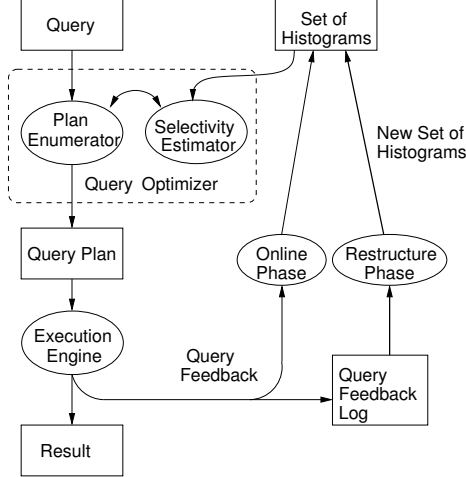 Query
Set of
Histograms
Plan
Enumerator
Selectivity
Estimator
Query Optimizer
New Set of
Histograms
Query Plan
Online
Phase
Restructure
Phase
Execution
Engine
Query
Feedback
Query
Feedback
Log
Result